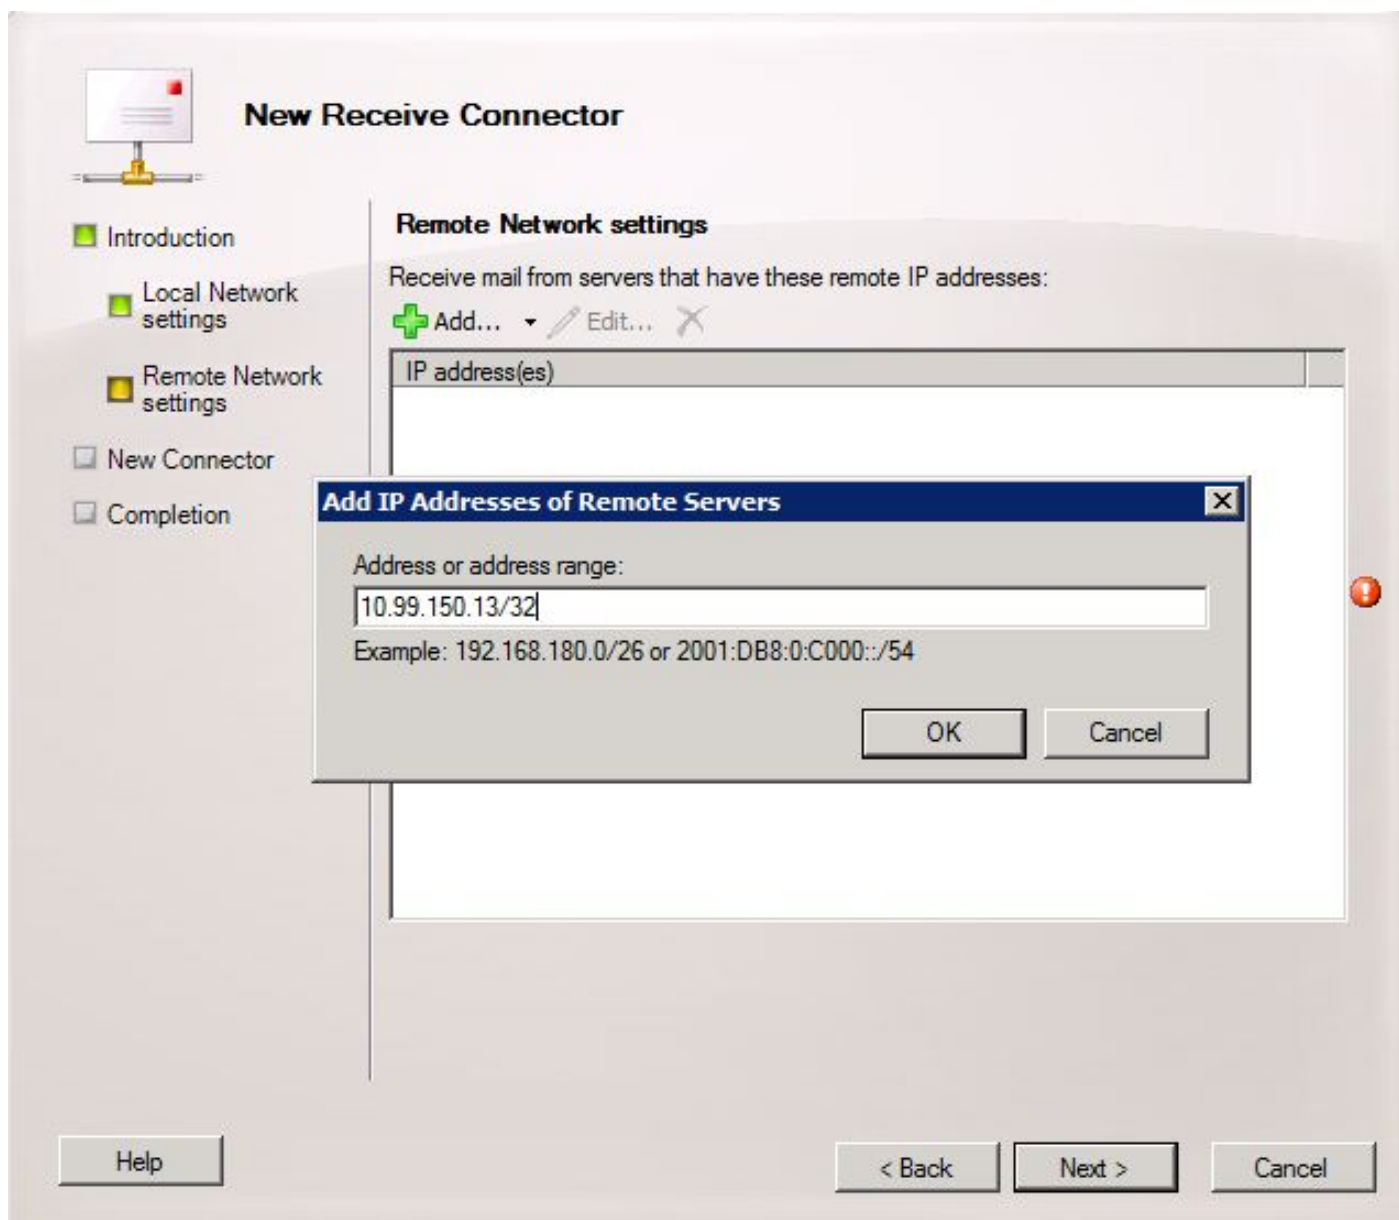 New Receive Connector
Introduction
Local Network
settings
Remote Network
settings
New Connector
Completion
Remote Network settings
Receive mail from servers that have these remote IP addresses:
Add... Edit...
IP address(es)
Add IP Addresses of Remote Servers
Address or address range:
10.99.150.13/32
Example: 192.168.180.0/26 or 2001:DB8:0:C000::/54
OK Cancel
Help < Back Next > Cancel